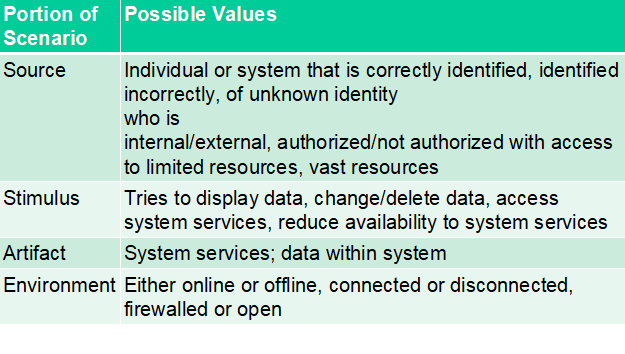 Portion of Scenario
Possible Values
Source
Individual or system that is correctly identified, identified
incorrectly, of unknown identity
who is
internal/external, authorized/not authorized with access
to limited resources, vast resources
Stimulus
Tries to display data, change/delete data, access
system services, reduce availability to system services
Artifact
System services; data within system
Environment
Either online or offline, connected or disconnected,
firewalled or open